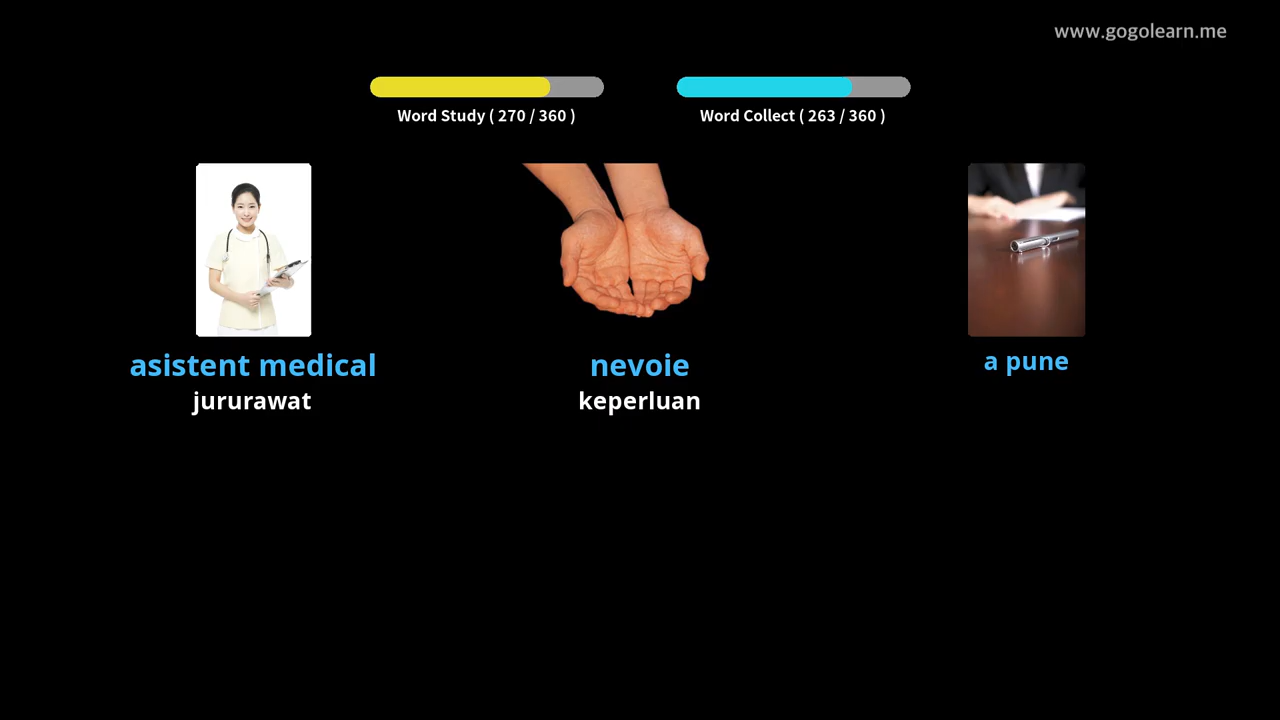 www.gogolearn.me
Word Study ( 270 / 360 )
Word Collect ( 263 / 360 )
asistent medical
jururawat
nevoie
keperluan
a pune